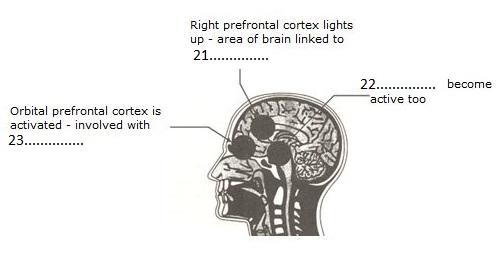 Right prefrontal cortex lights
up - area of brain linked to
21...............
22............... become
active too
Orbital prefrontal cortex is
activated - involved with
23...............